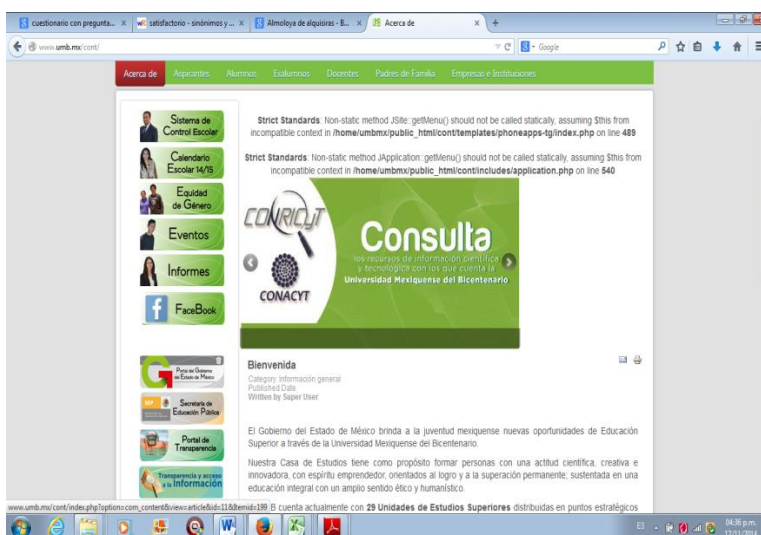 cuestionario con pregunta...
satisfactorio - sinónimos y ...
Almoloya de alquisiras - B...
Acerca de
www.umb.mx/cont/
Google
Acerca de Aspirantes Alumnos Exalumnos Docentes Padres de Familia Empresas e Instituciones
Sistema de
Control Escolar
Calendario
Escolar 14/15
Equidad
de Género
Eventos
Informes
FaceBook
Portal del Gobierno
del Estado de México
SEP
Secretaría de
Educación Pública
Portal de
Transparencia
Transparencia y acceso
a la Información
Strict Standards: Non-static method JSite::getMenu() should not be called statically, assuming $this from
incompatible context in /home/umbmx/public_html/cont/templates/phoneapps-tg/index.php on line 489
Strict Standards: Non-static method JApplication::getMenu() should not be called statically, assuming $this from
incompatible context in /home/umbmx/public_html/cont/includes/application.php on line 540
CONRICYT
CONACYT
Consulta
los recursos de información científica
y tecnológica con los que cuenta la
Universidad Mexiquense del Bicentenario
Bienvenida
Category: Información general
Published Date
Written by Super User
El Gobierno del Estado de México brinda a la juventud mexiquense nuevas oportunidades de Educación
Superior a través de la Universidad Mexiquense del Bicentenario.
Nuestra Casa de Estudios tiene como propósito formar personas con una actitud científica, creativa e
innovadora, con espíritu emprendedor, orientados al logro y a la superación permanente, sustentada en una
educación integral con un amplio sentido ético y humanístico.
B cuenta actualmente con 29 Unidades de Estudios Superiores distribuidas en puntos estratégicos
www.umb.mx/cont/index.php?option=com_content&view=article&id=118&Itemid=199
ES
04:36 p.m.
17/11/2014